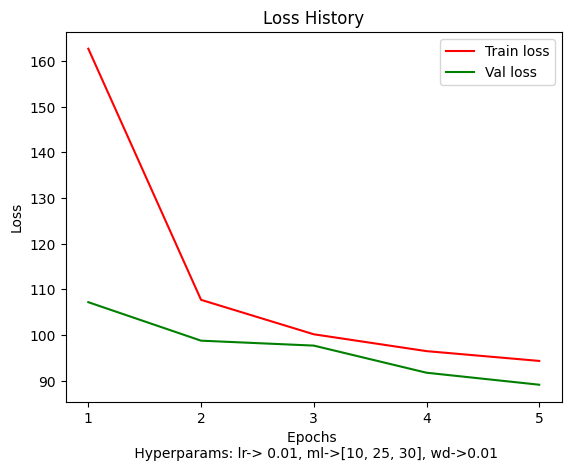 Loss History
Train loss
Val loss
Loss
160
150
140
130
120
110
100
90
1 2 3 4 5
Epochs
Hyperparams: lr-> 0.01, ml->[10, 25, 30], wd->0.01